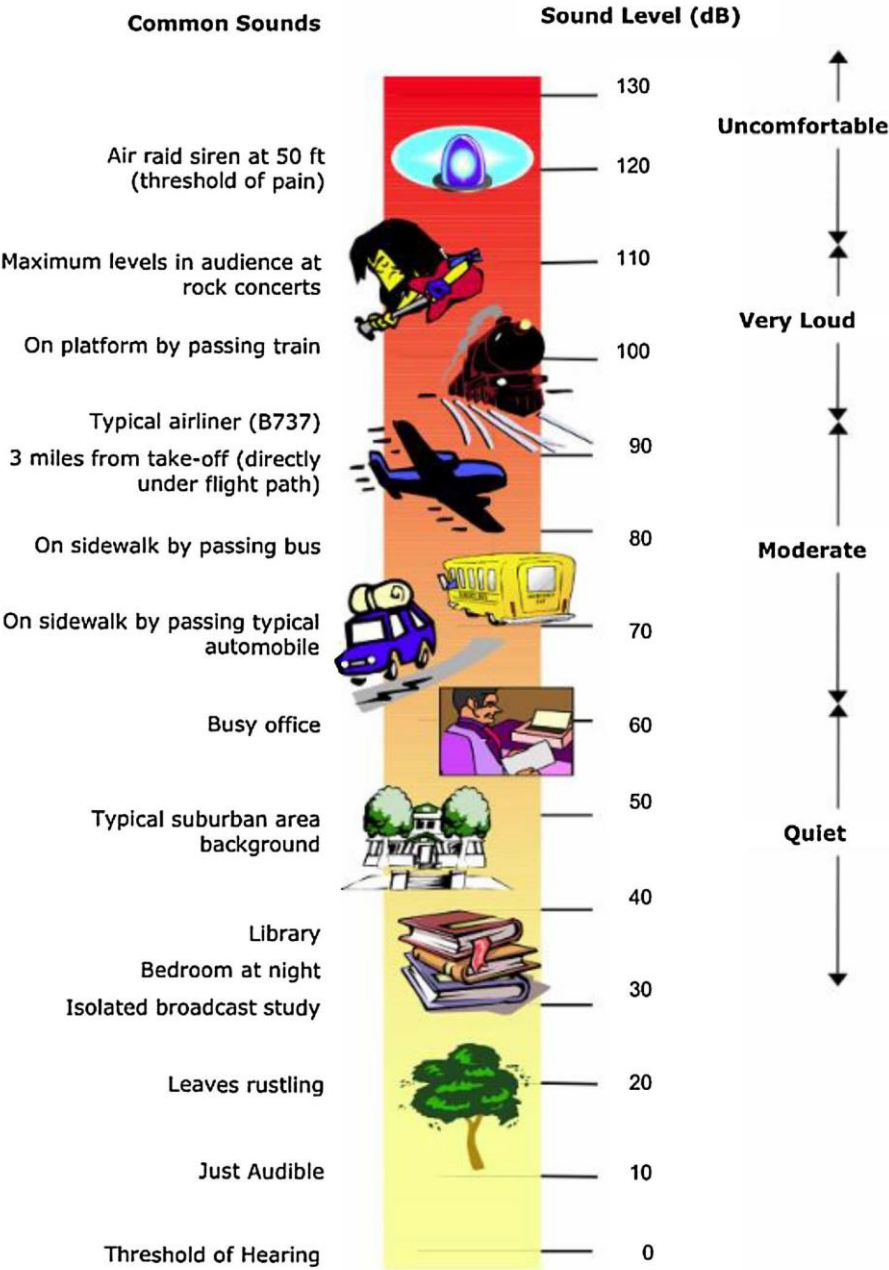 Common Sounds
Sound Level (dB)
130
Uncomfortable
Air raid siren at 50 ft
(threshold of pain)
120
Maximum levels in audience at
rock concerts
110
Very Loud
On platform by passing train
100
Typical airliner (B737)
3 miles from take-off (directly
under flight path)
90
On sidewalk by passing bus
80
Moderate
On sidewalk by passing typical
automobile
70
Busy office
60
Typical suburban area
background
50
Quiet
40
Library
Bedroom at night
Isolated broadcast study
30
Leaves rustling
20
Just Audible
10
Threshold of Hearing
0